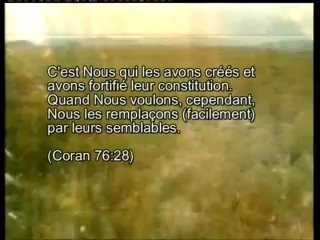 C'est Nous qui les avons créés et
avons fortifié leur constitution.
Quand Nous voulons, cependant,
Nous les remplaçons (facilement)
par leurs semblables.
(Coran 76:28)